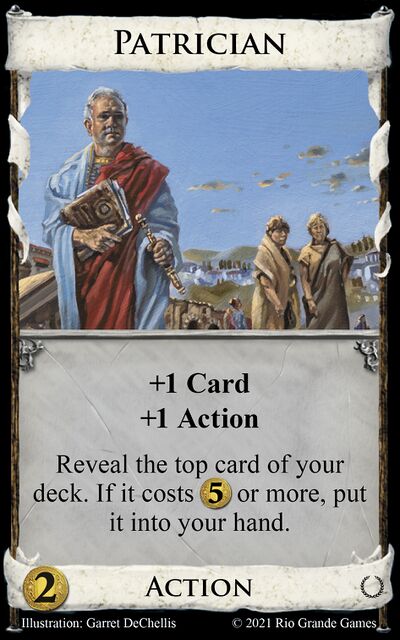 PATRICIAN
+1 Card
+1 Action
Reveal the top card of your
deck. If it costs 5 or more, put
it into your hand.
2 ACTION
Illustration: Garret DeChellis © 2021 Rio Grande Games